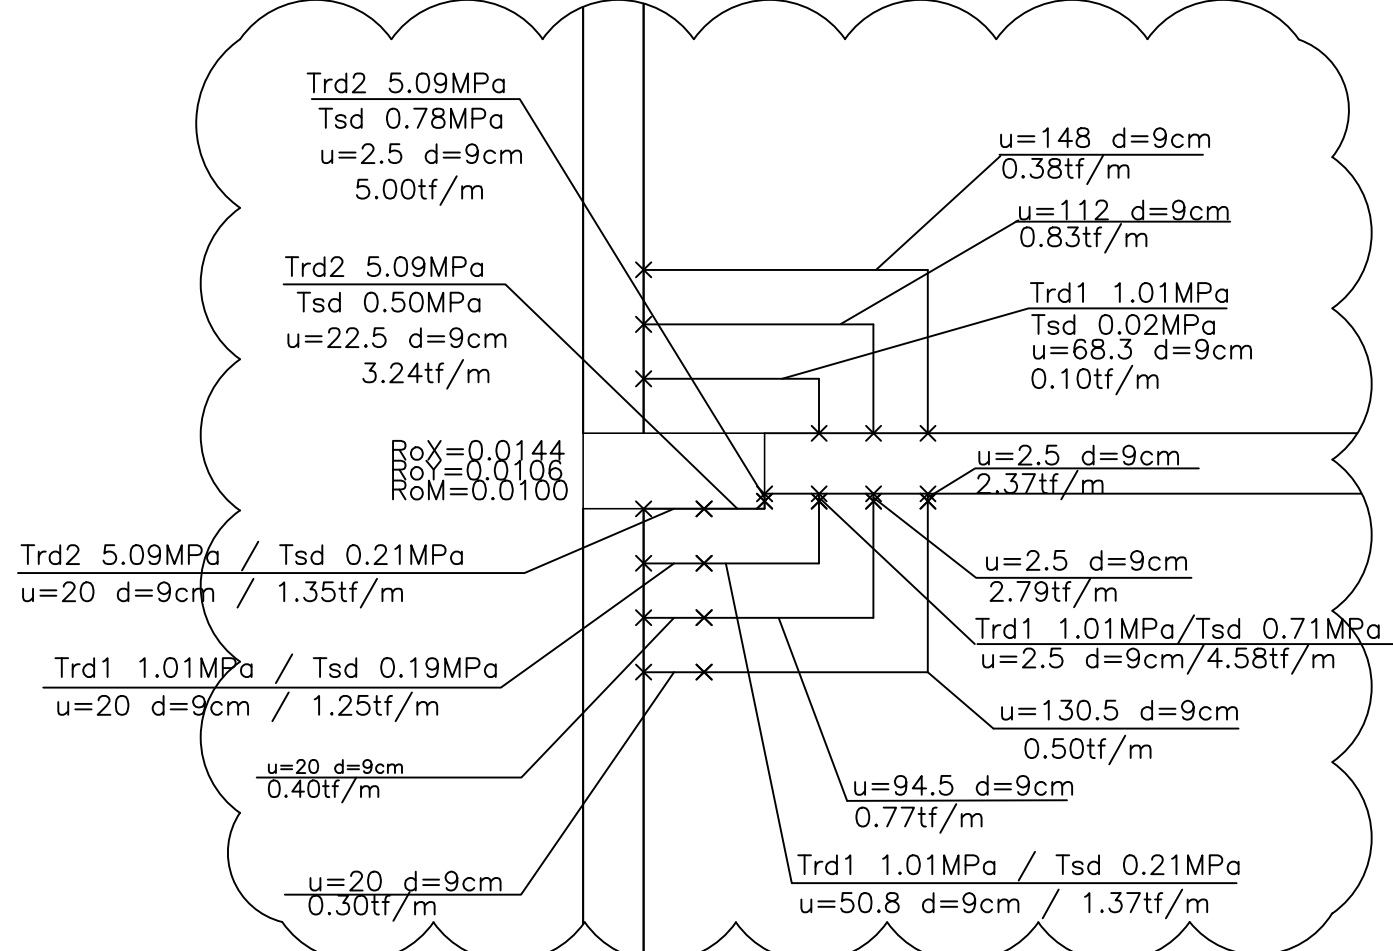 Trd2 5.09MPa
Tsd 0.78MPa
u=2.5 d=9cm
5.00tf/m
u=148 d=9cm
0.38tf/m
u=112 d=9cm
0.83tf/m
Trd2 5.09MPa
Tsd 0.50MPa
u=22.5 d=9cm
3.24tf/m
Trd1 1.01MPa
Tsd 0.02MPa
u=68.3 d=9cm
0.10tf/m
RoX=0.0144
RoY=0.0106
RoM=0.0100
u=2.5 d=9cm
2.37tf/m
Trd2 5.09MPa / Tsd 0.21MPa
u=20 d=9cm / 1.35tf/m
u=2.5 d=9cm
2.79tf/m
Trd1 1.01MPa/Tsd 0.71MPa
u=2.5 d=9cm/4.58tf/m
Trd1 1.01MPa / Tsd 0.19MPa
u=20 d=9cm / 1.25tf/m
u=130.5 d=9cm
0.50tf/m
u=20 d=9cm
0.40tf/m
u=94.5 d=9cm
0.77tf/m
Trd1 1.01MPa / Tsd 0.21MPa
u=50.8 d=9cm / 1.37tf/m
u=20 d=9cm
0.30tf/m